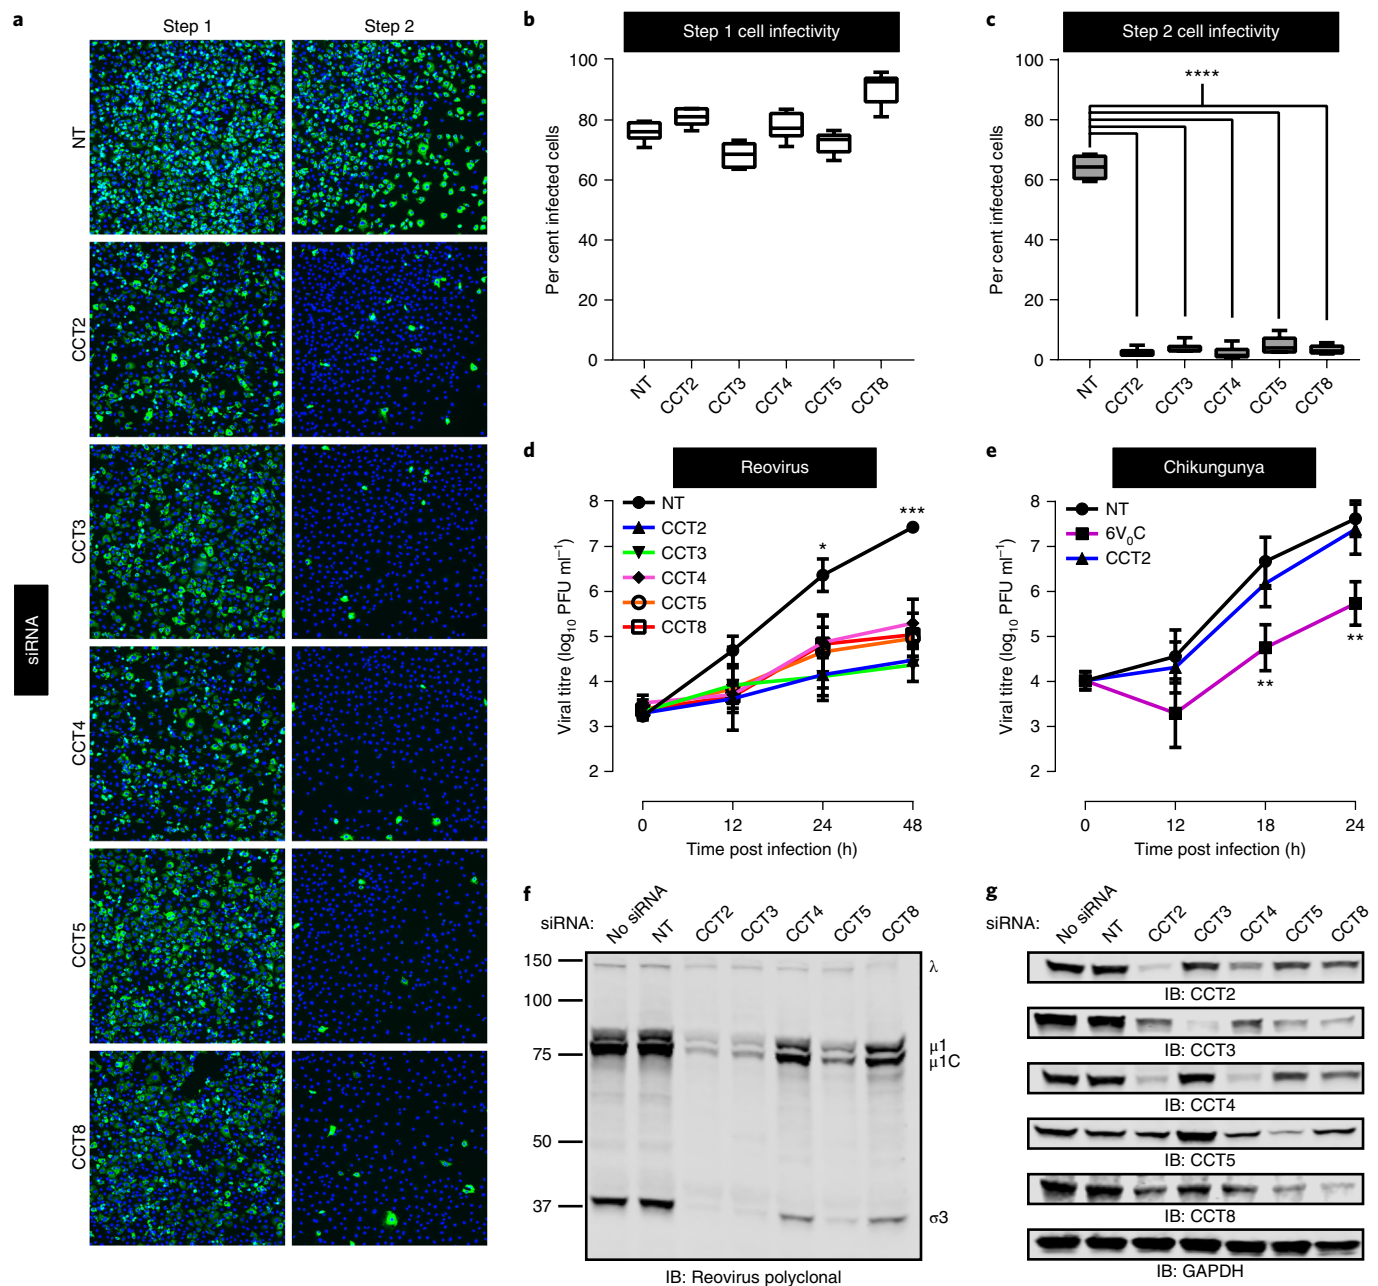 a
Step 1
Step 2
siRNA
NT
CCT2
CCT3
CCT4
CCT5
CCT8
b
Step 1 cell infectivity
Per cent infected cells
100
80
60
40
20
0
NT
CCT2
CCT3
CCT4
CCT5
CCT8
c
Step 2 cell infectivity
Per cent infected cells
100
80
60
40
20
0
****
NT
CCT2
CCT3
CCT4
CCT5
CCT8
d
Reovirus
Viral titre (log₁₀ PFU ml⁻¹)
8
7
6
5
4
3
2
NT
CCT2
CCT3
CCT4
CCT5
CCT8
*
***
0 12 24 48
Time post infection (h)
e
Chikungunya
Viral titre (log₁₀ PFU ml⁻¹)
8
7
6
5
4
3
2
NT
6V₀C
CCT2
**
**
0 12 18 24
Time post infection (h)
f
siRNA: No siRNA NT CCT2 CCT3 CCT4 CCT5 CCT8
150
100
75
50
37
λ
μ1
μ1C
σ3
IB: Reovirus polyclonal
g
siRNA: No siRNA NT CCT2 CCT3 CCT4 CCT5 CCT8
IB: CCT2
IB: CCT3
IB: CCT4
IB: CCT5
IB: CCT8
IB: GAPDH